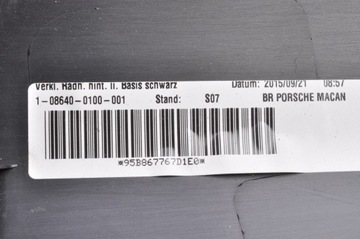 Verkl. Radh. hint. li. Basis schwarz Datum: 2015/09/21 08:57
1-08640-0100-001 Stand: S07 BR PORSCHE MACAN
*95B867767D1E0*